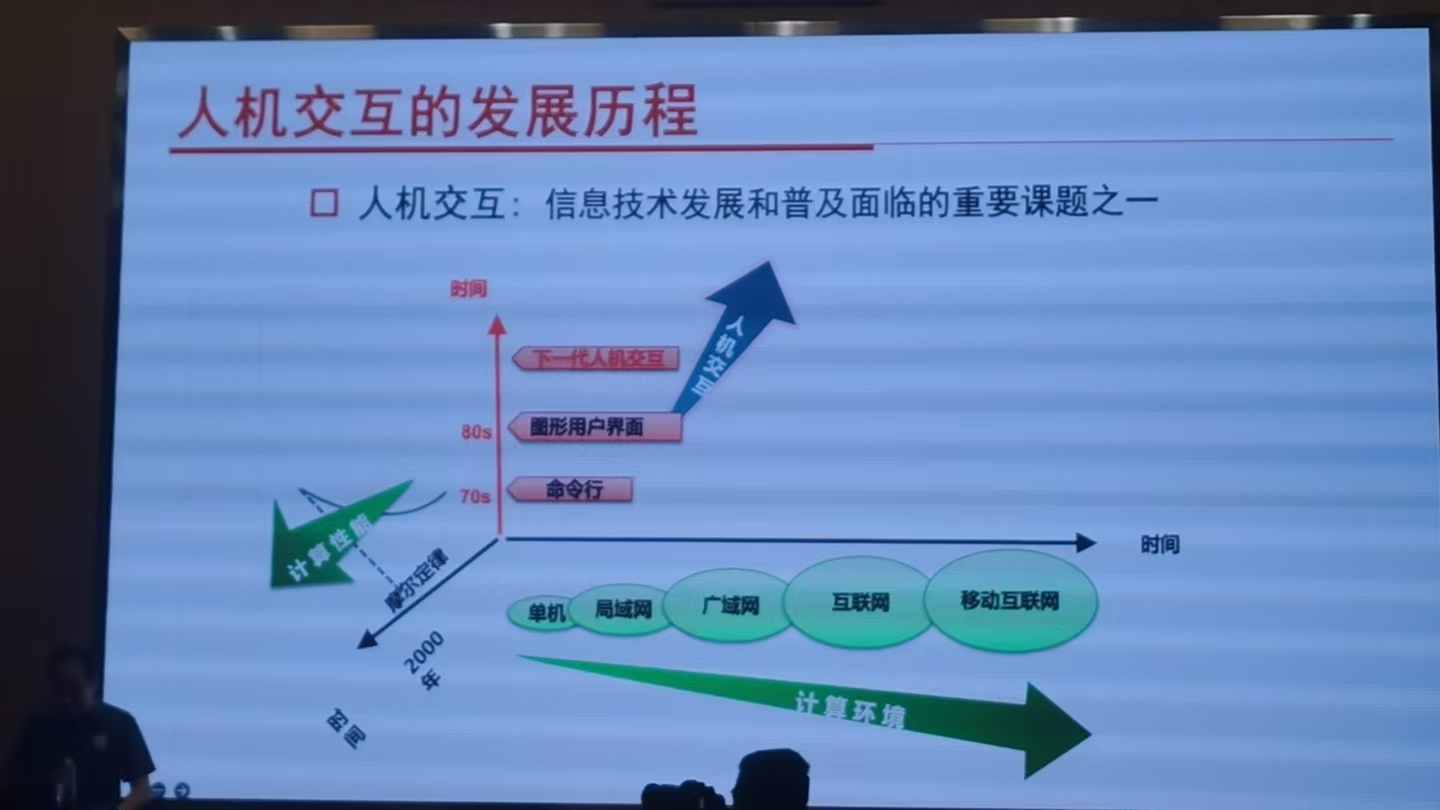 人机交互的发展历程
人机交互：信息技术发展和普及面临的重要课题之一
时间
下一代人机交互
人机交互
80s
图形用户界面
70s
命令行
计算性能
摩尔定律
2000
年
时间
时间
单机
局域网
广域网
互联网
移动互联网
计算环境